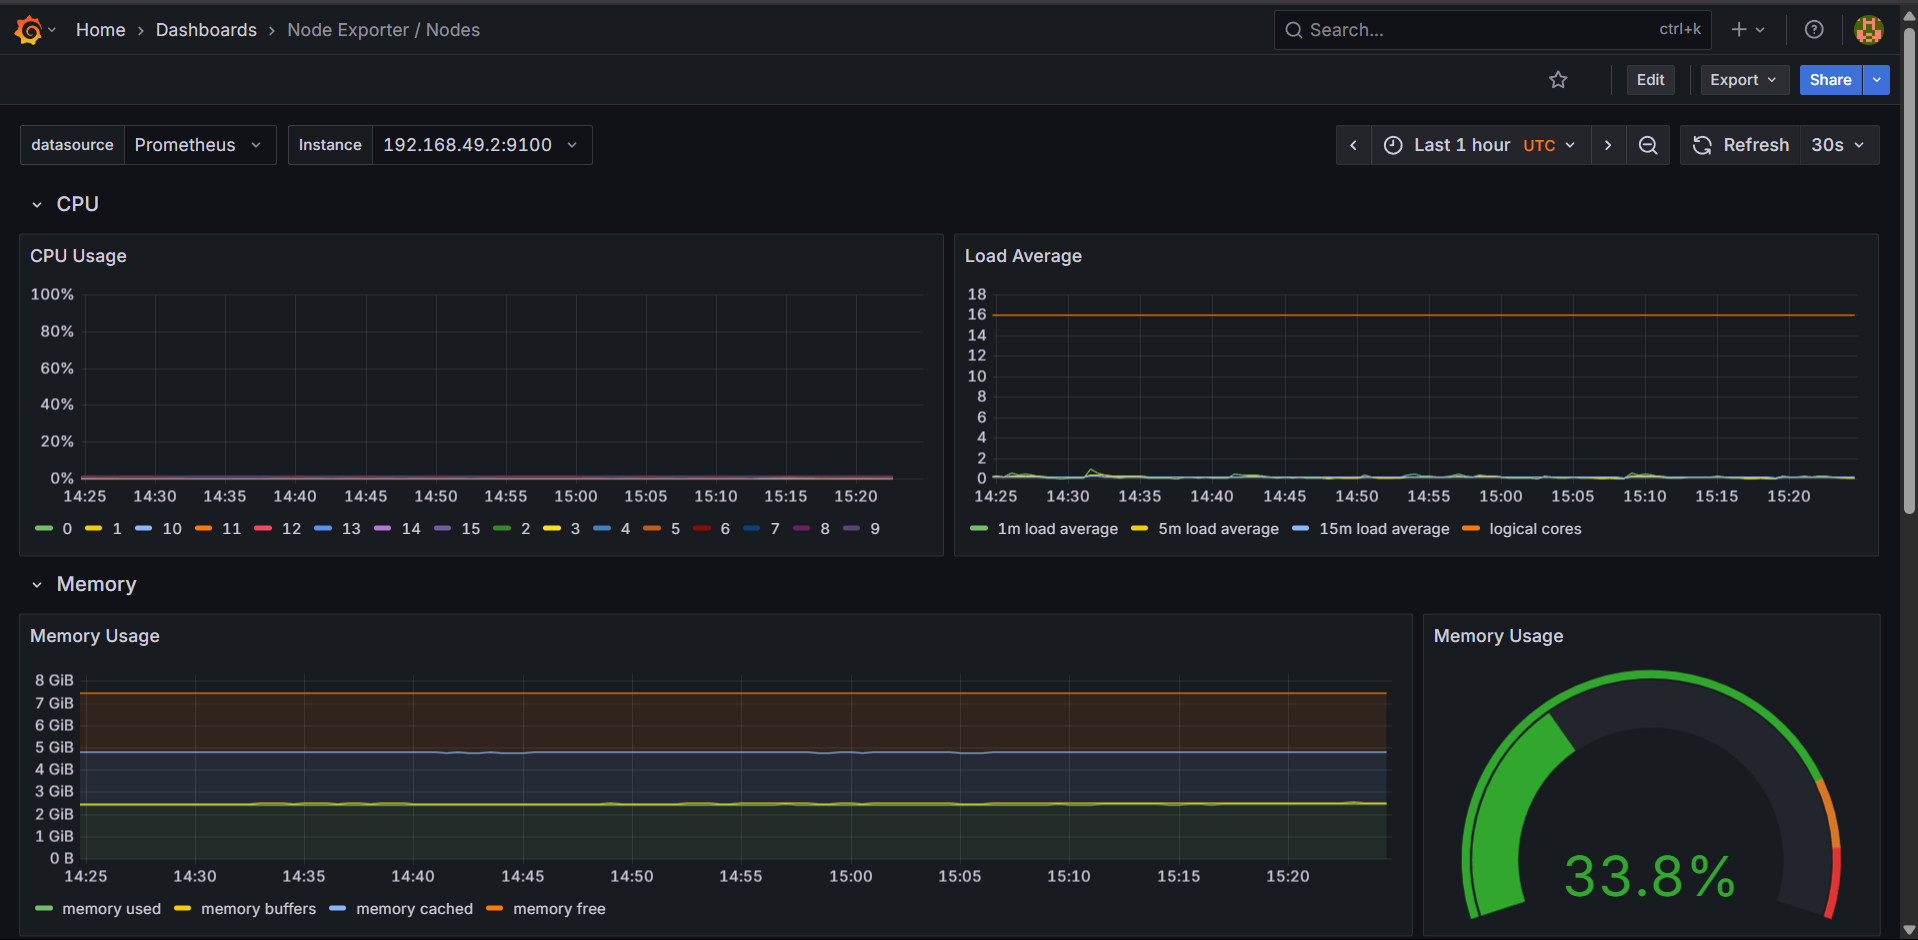 Home › Dashboards › Node Exporter / Nodes
Search... ctrl+k
Edit Export Share
datasource Prometheus Instance 192.168.49.2:9100
Last 1 hour UTC Refresh 30s
CPU
CPU Usage
100%
80%
60%
40%
20%
0%
14:25 14:30 14:35 14:40 14:45 14:50 14:55 15:00 15:05 15:10 15:15 15:20
0 1 10 11 12 13 14 15 2 3 4 5 6 7 8 9
Load Average
18
16
14
12
10
8
6
4
2
0
14:25 14:30 14:35 14:40 14:45 14:50 14:55 15:00 15:05 15:10 15:15 15:20
1m load average 5m load average 15m load average logical cores
Memory
Memory Usage
8 GiB
7 GiB
6 GiB
5 GiB
4 GiB
3 GiB
2 GiB
1 GiB
0 B
14:25 14:30 14:35 14:40 14:45 14:50 14:55 15:00 15:05 15:10 15:15 15:20
memory used memory buffers memory cached memory free
Memory Usage
33.8%